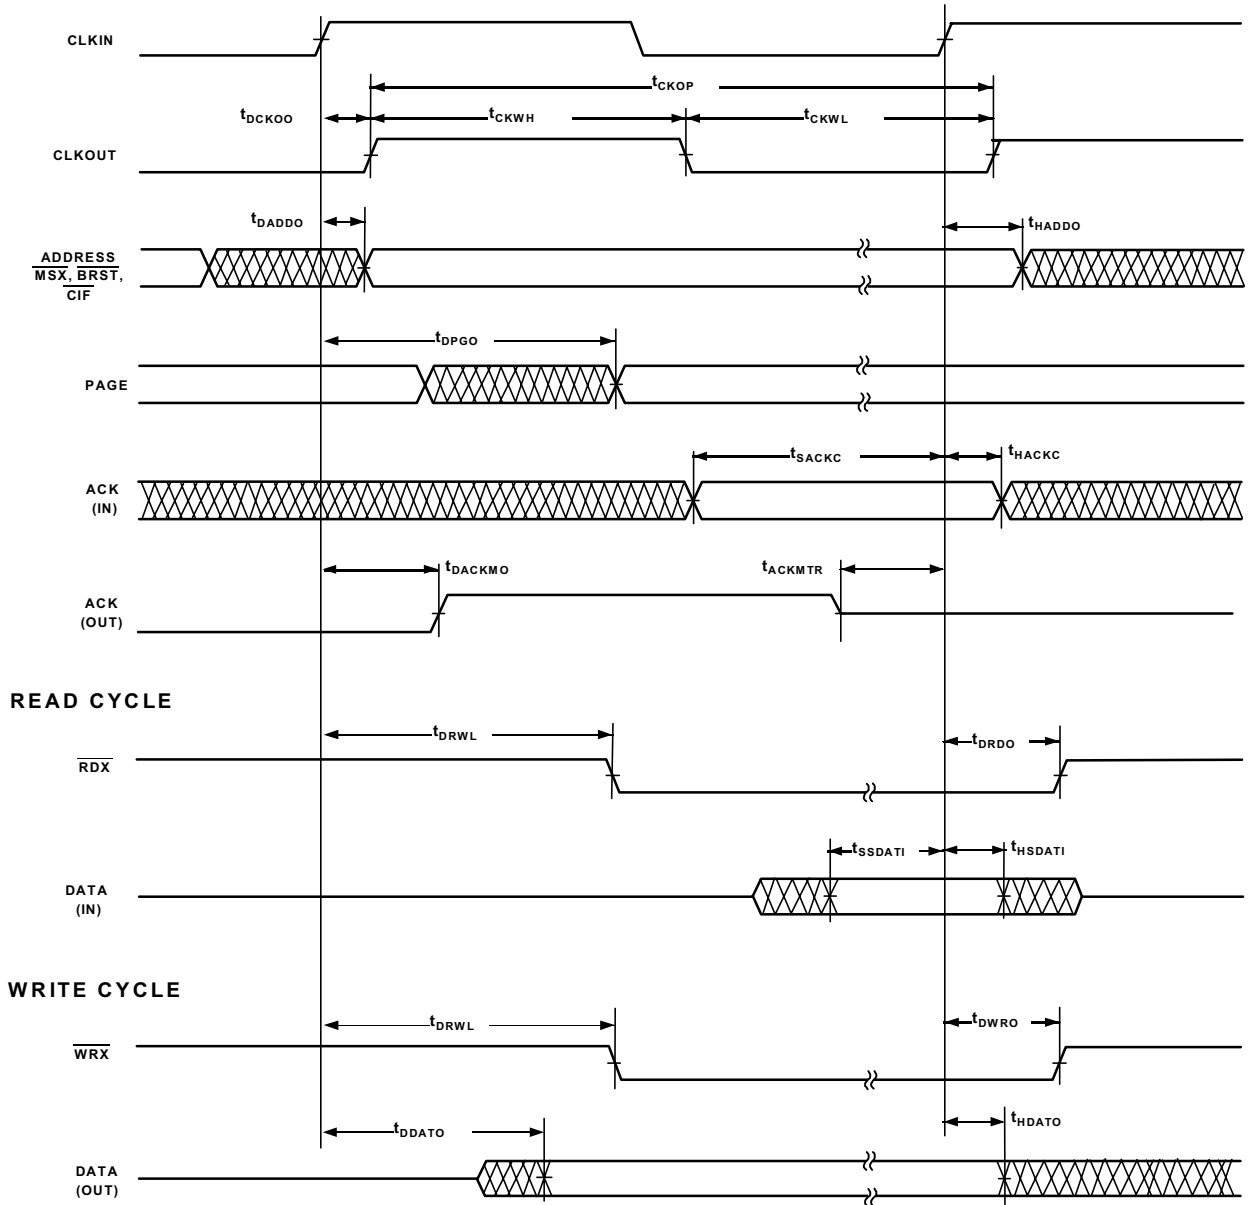 CLKIN
tCKOP
tDCKOO
tCKWH
tCKWL
CLKOUT
tDADDO
tHADDO
ADDRESS
MSX, BRST,
CIF
tDPGO
PAGE
tSACKC
tHACKC
ACK
(IN)
tDACKMO
tACKMTR
ACK
(OUT)
READ CYCLE
tDRWL
tDRDO
RDX
tSSDATI
tHSDATI
DATA
(IN)
WRITE CYCLE
tDRWL
tDWRO
WRX
tDDATO
tHDATO
DATA
(OUT)